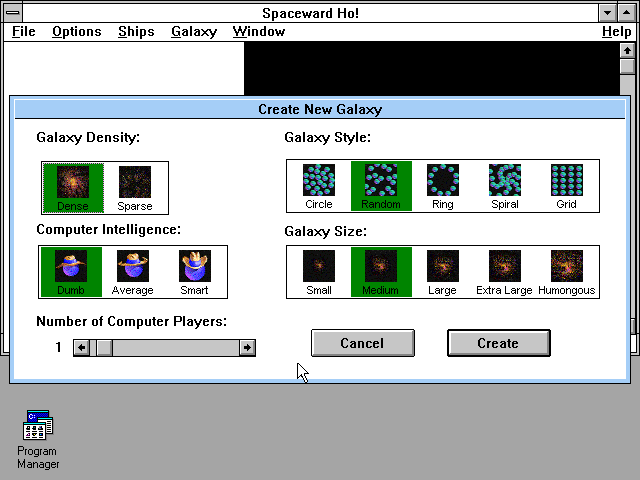 Spaceward Ho!
File Options Ships Galaxy Window Help
Create New Galaxy
Galaxy Density: Galaxy Style:
Dense Sparse Circle Random Ring Spiral Grid
Computer Intelligence: Galaxy Size:
Dumb Average Smart Small Medium Large Extra Large Humongous
Number of Computer Players:
1 Cancel Create
C:
Program
Manager